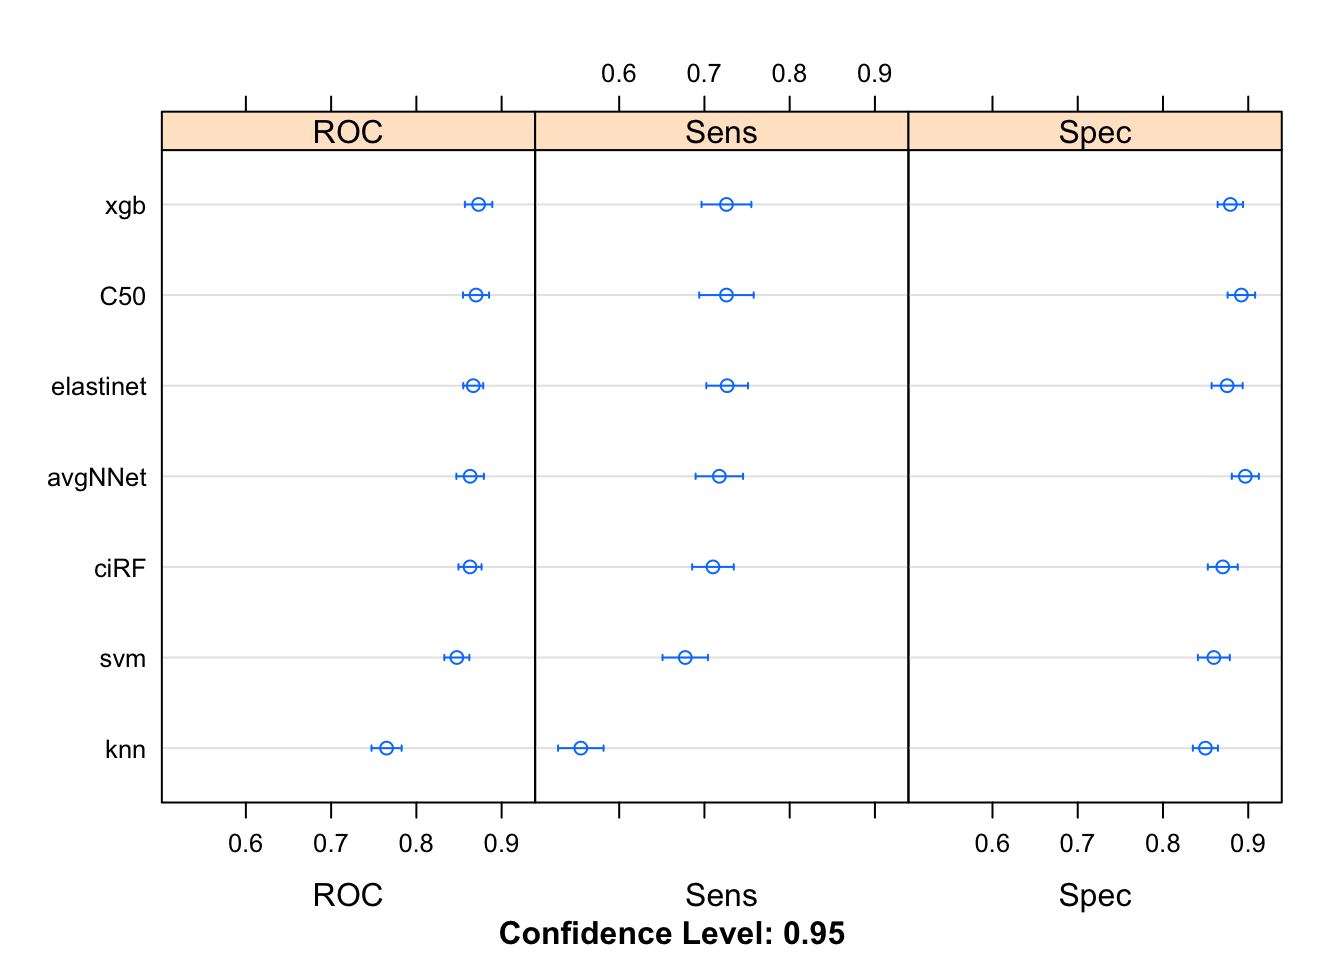 0.6 0.7 0.8 0.9
ROC Sens Spec
xgb
C50
elastinet
avgNNet
ciRF
svm
knn
0.6 0.7 0.8 0.9 0.6 0.7 0.8 0.9
ROC Sens Spec
Confidence Level: 0.95